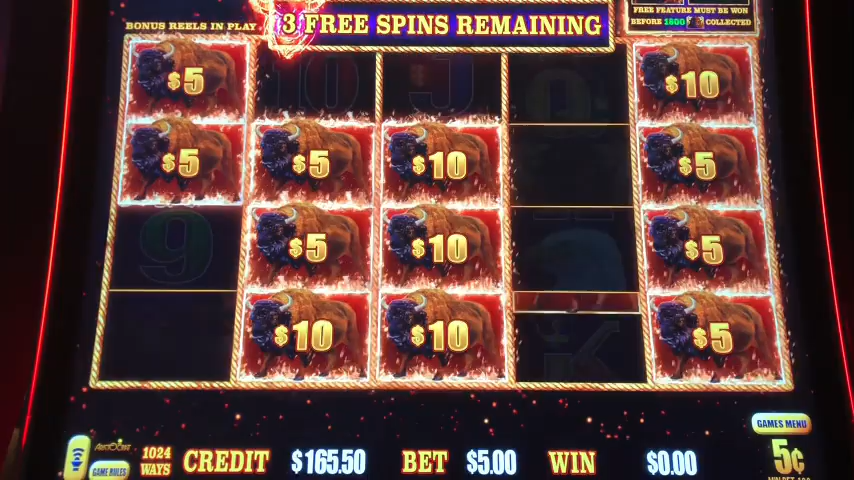 BONUS REELS IN PLAY
3 FREE SPINS REMAINING
FREE FEATURE MUST BE WON
BEFORE 1800 COLLECTED
$5 10 J Q $10
$5 $5 $10 $5
9 $5 $10 $5
$10 $10 K $5
GAMES MENU
GAME RULES
1024 WAYS
CREDIT $165.50 BET $5.00 WIN $0.00
5¢